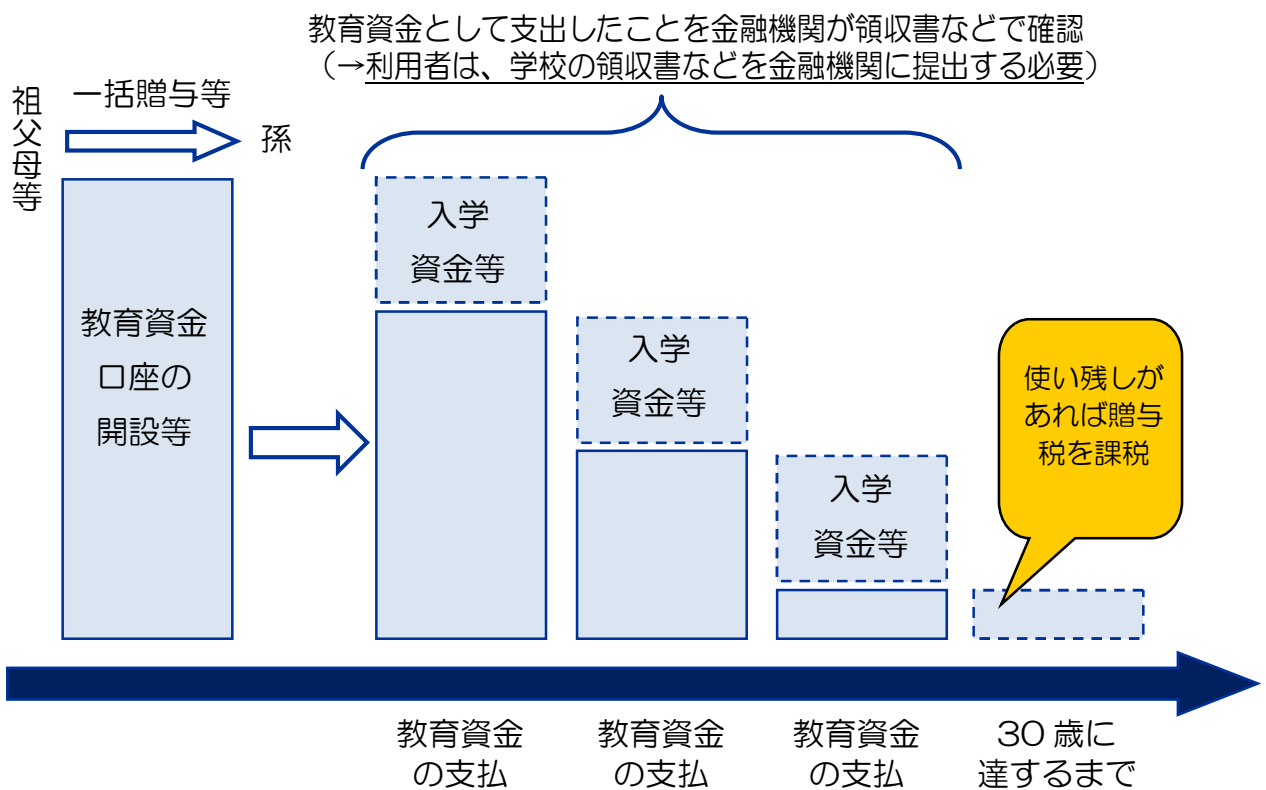 教育資金として支出したことを金融機関が領収書などで確認
（→利用者は、学校の領収書などを金融機関に提出する必要）
祖父母等
一括贈与等
孫
教育資金
口座の
開設等
入学
資金等
入学
資金等
入学
資金等
使い残しが
あれば贈与
税を課税
教育資金
の支払
教育資金
の支払
教育資金
の支払
30歳に
達するまで